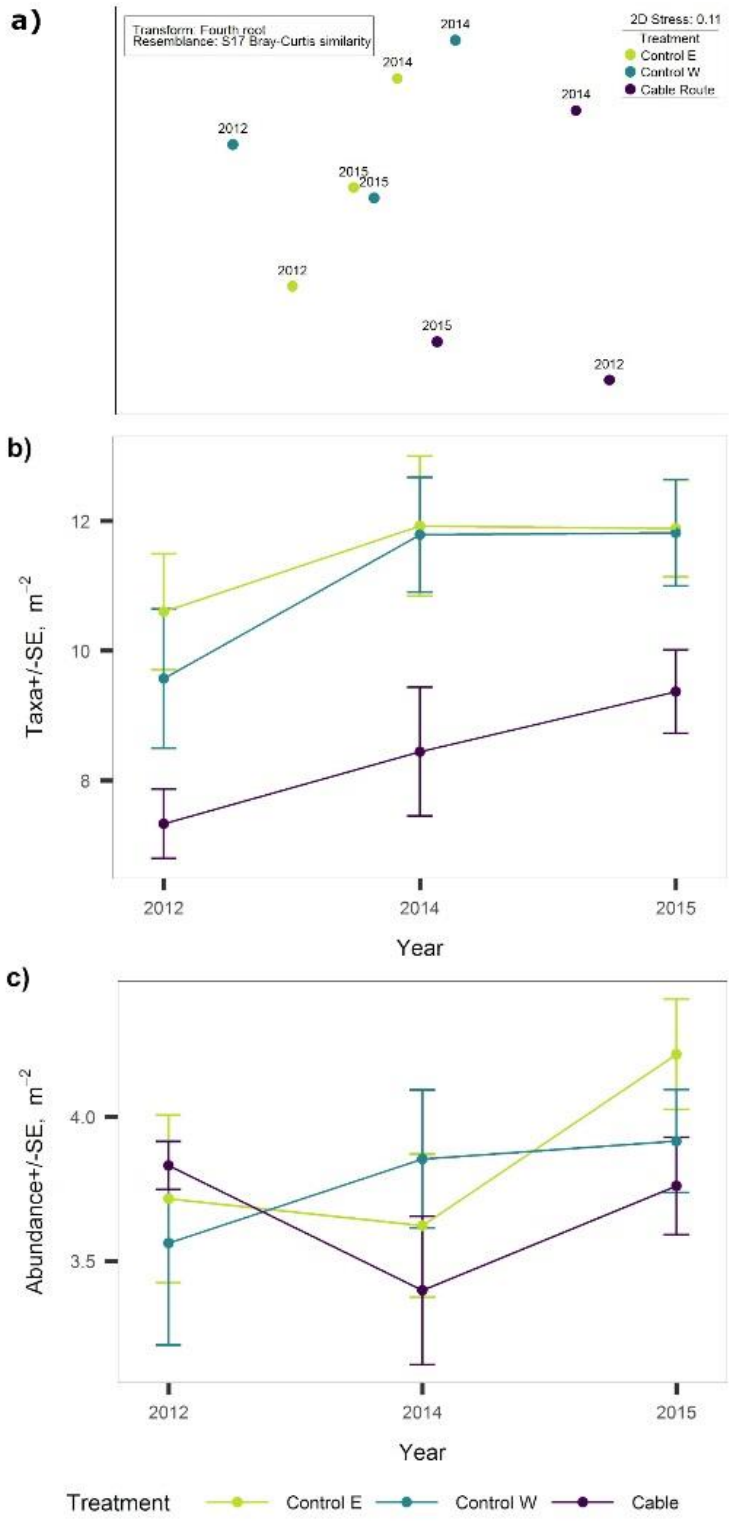 a)
Transform: Fourth root
Resemblance: S17 Bray-Curtis similarity
2D Stress: 0.11
Treatment
Control E
Control W
Cable Route
2014
2014
2014
2012
2015
2015
2012
2015
2012
b)
Taxa+/-SE, m⁻²
12
10
8
2012 2014 2015
Year
c)
Abundance+/-SE, m⁻²
4.0
3.5
2012 2014 2015
Year
Treatment Control E Control W Cable